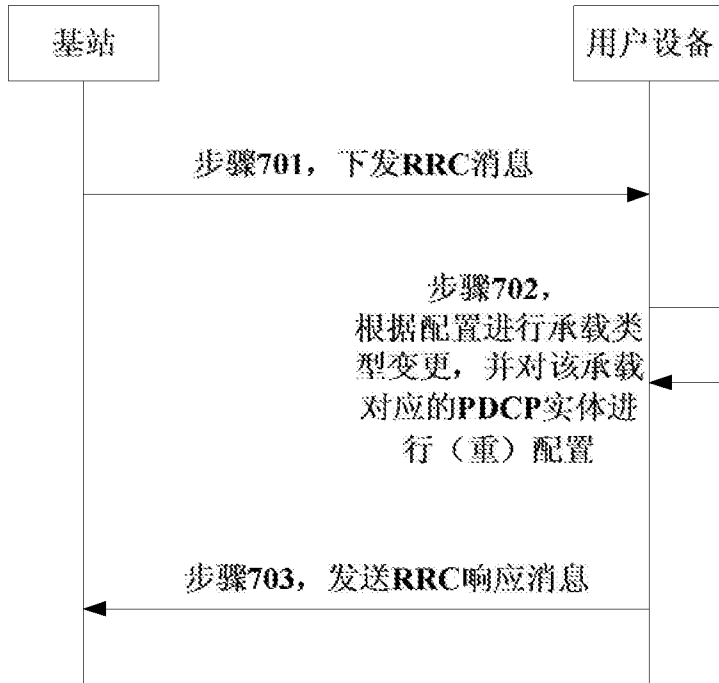 基站
用户设备
步骤701，下发RRC消息
步骤702，
根据配置进行承载类
型变更，并对该承载
对应的PDCP实体进
行（重）配置
步骤703，发送RRC响应消息